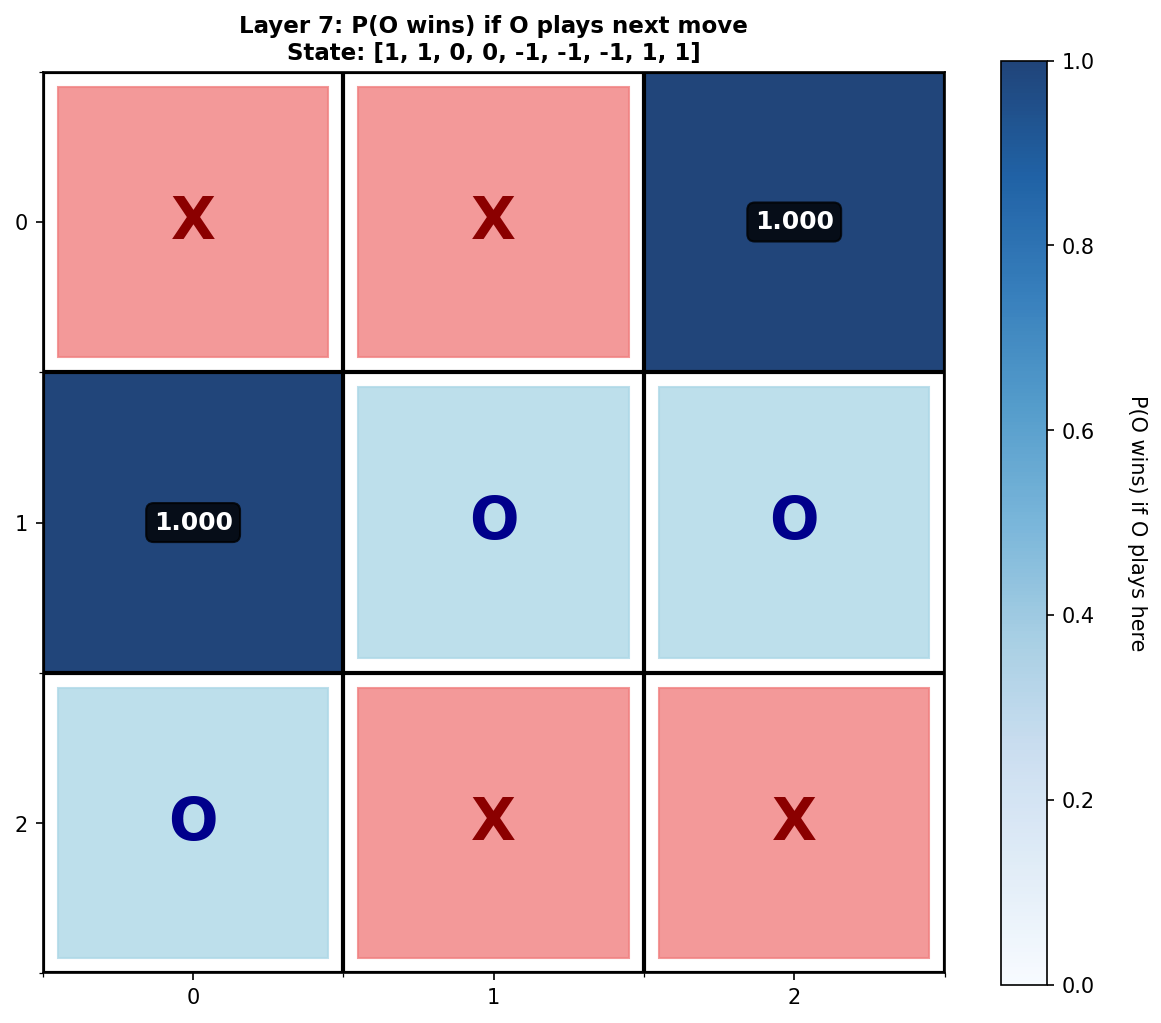 Layer 7: P(O wins) if O plays next move
State: [1, 1, 0, 0, -1, -1, -1, 1, 1]
0
X
X
1.000
1
1.000
O
O
2
O
X
X
0
1
2
1.0
0.8
0.6
0.4
0.2
0.0
P(O wins) if O plays here